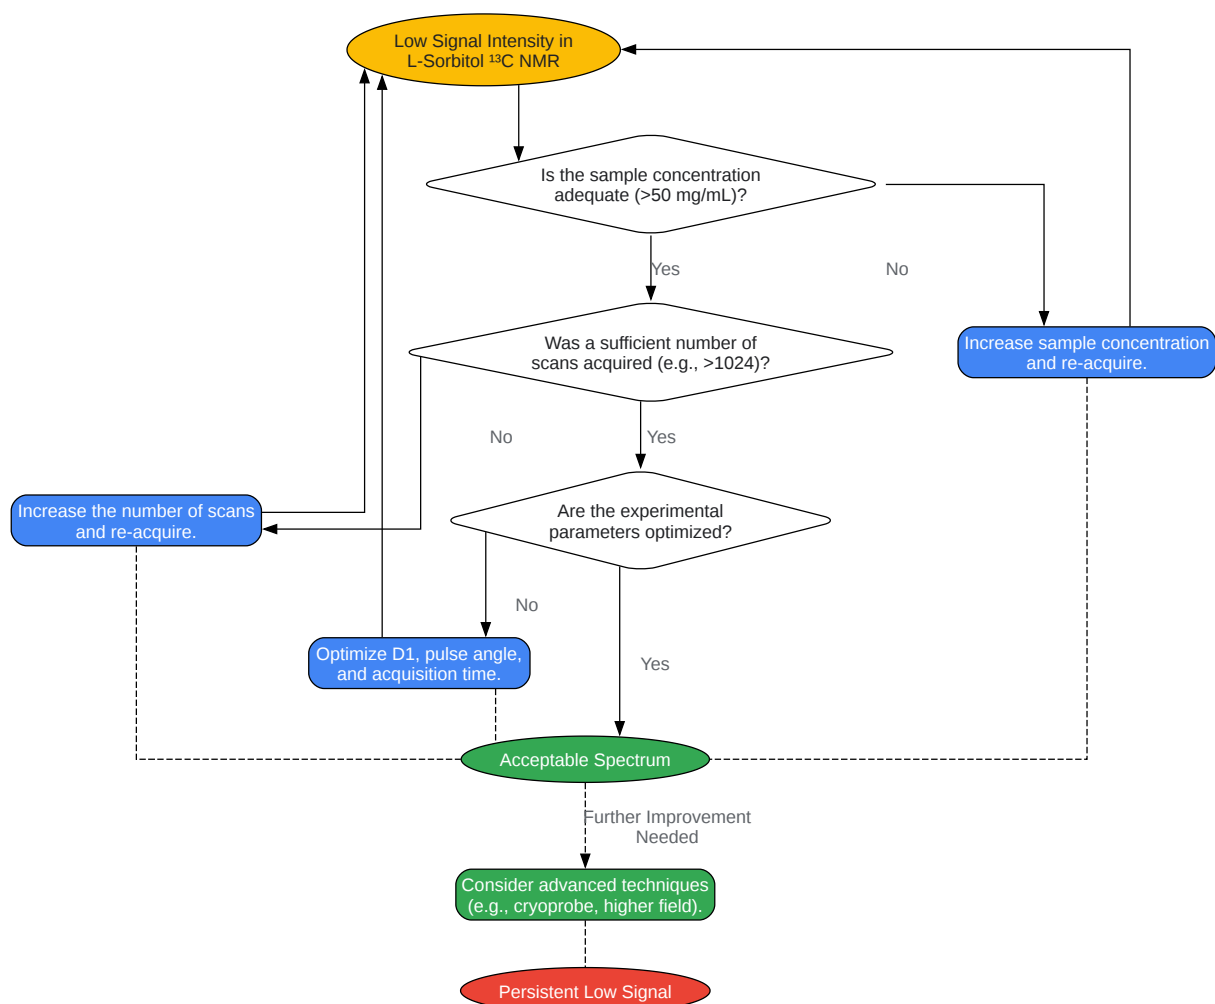 Low Signal Intensity in
L-Sorbitol ¹³C NMR
Is the sample concentration
adequate (>50 mg/mL)?
Yes
No
Was a sufficient number of
scans acquired (e.g., >1024)?
Increase sample concentration
and re-acquire.
No
Yes
Increase the number of scans
and re-acquire.
Are the experimental
parameters optimized?
No
Optimize D1, pulse angle,
and acquisition time.
Yes
Acceptable Spectrum
Further Improvement
Needed
Consider advanced techniques
(e.g., cryoprobe, higher field).
Persistent Low Signal